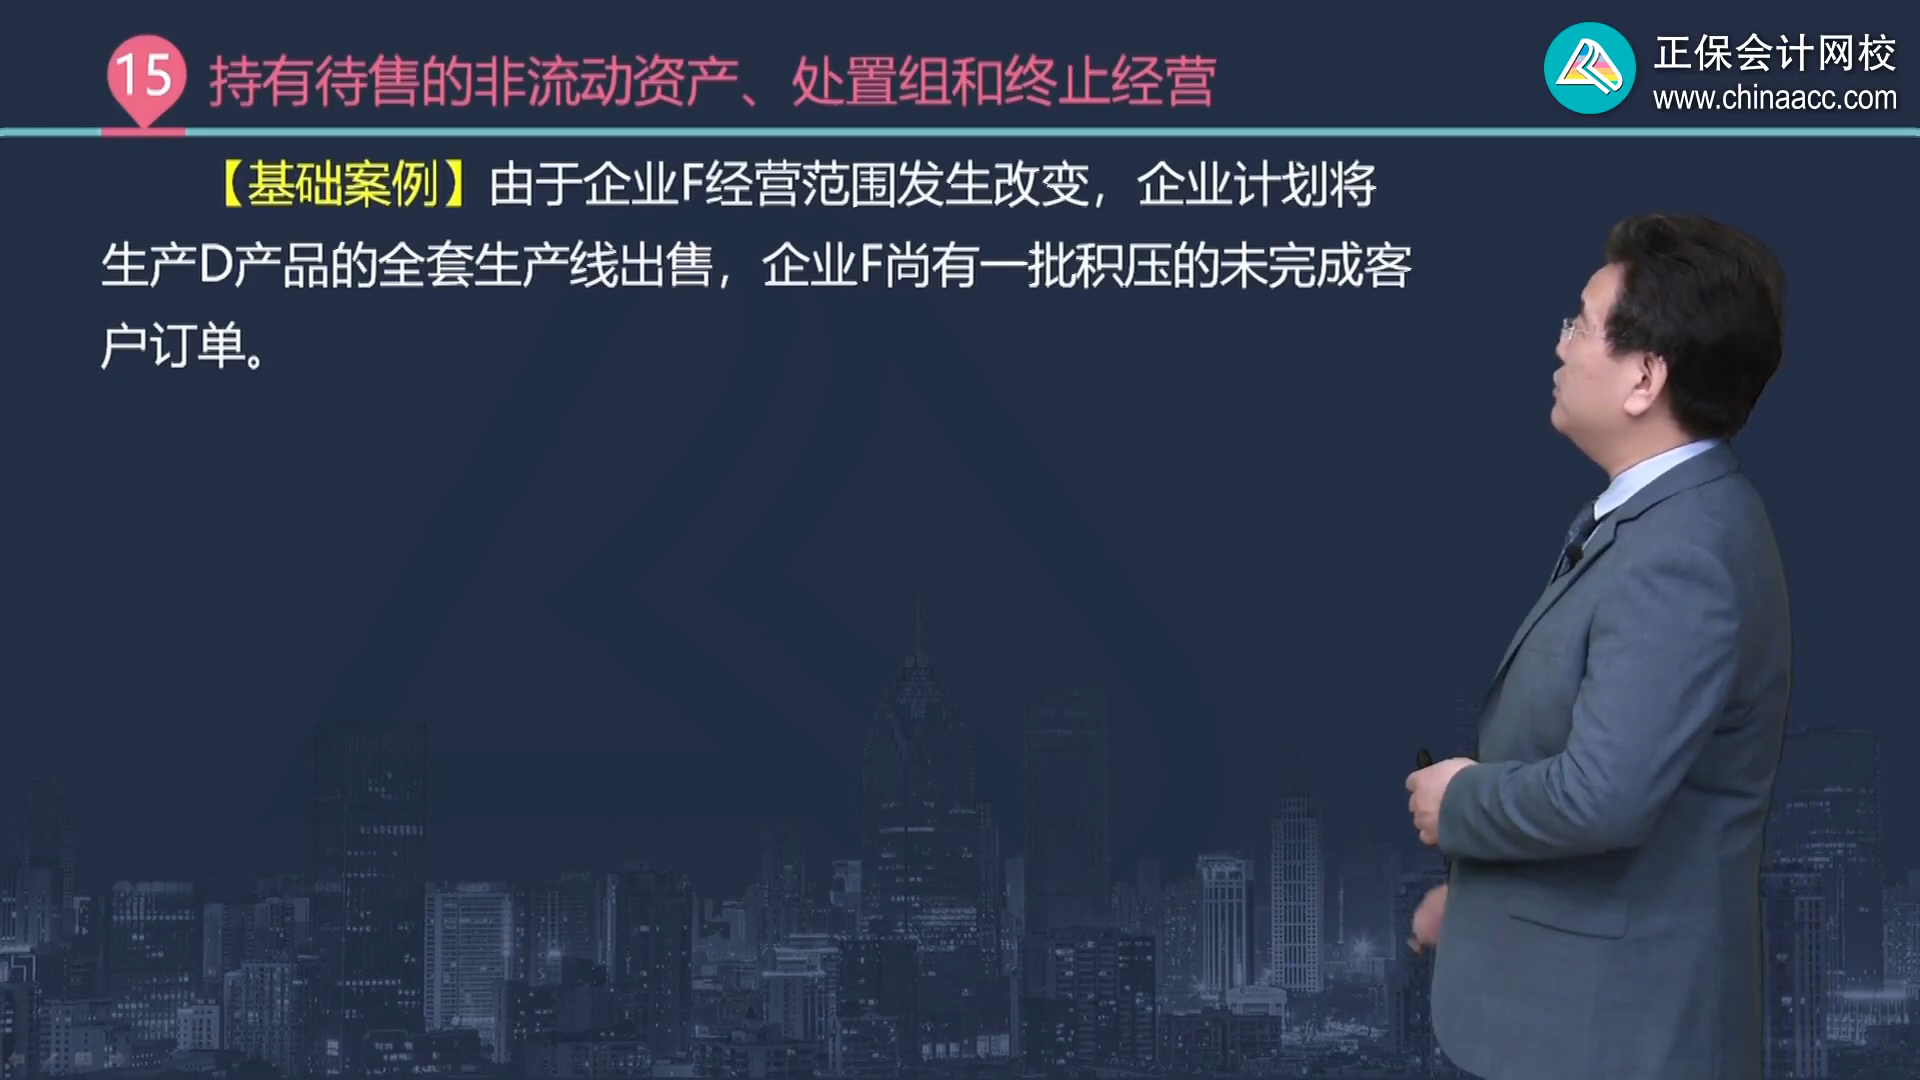 15 持有待售的非流动资产、处置组和终止经营
正保会计网校
www.chinaacc.com
【基础案例】由于企业F经营范围发生改变，企业计划将
生产D产品的全套生产线出售，企业F尚有一批积压的未完成客
户订单。